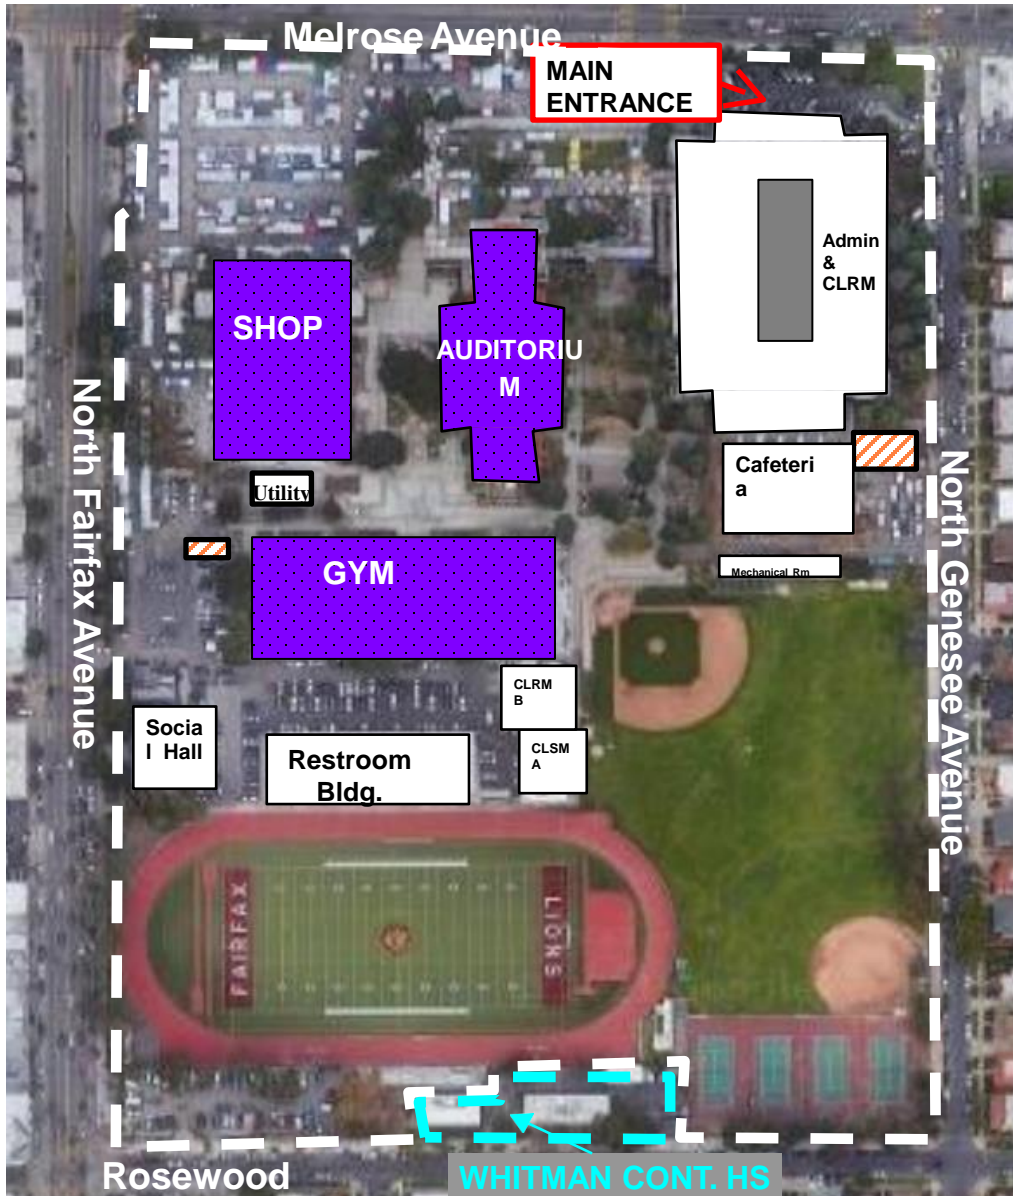 Melrose Avenue
MAIN
ENTRANCE
Admin
&
CLRM
SHOP
AUDITORIU
M
North Fairfax Avenue
Cafeteri
a
Utility
North Genesee Avenue
GYM
Mechanical Rm
CLRM
B
Socia
l Hall
CLSM
A
Restroom
Bldg.
FAIRFAX
LIONS
Rosewood
WHITMAN CONT. HS